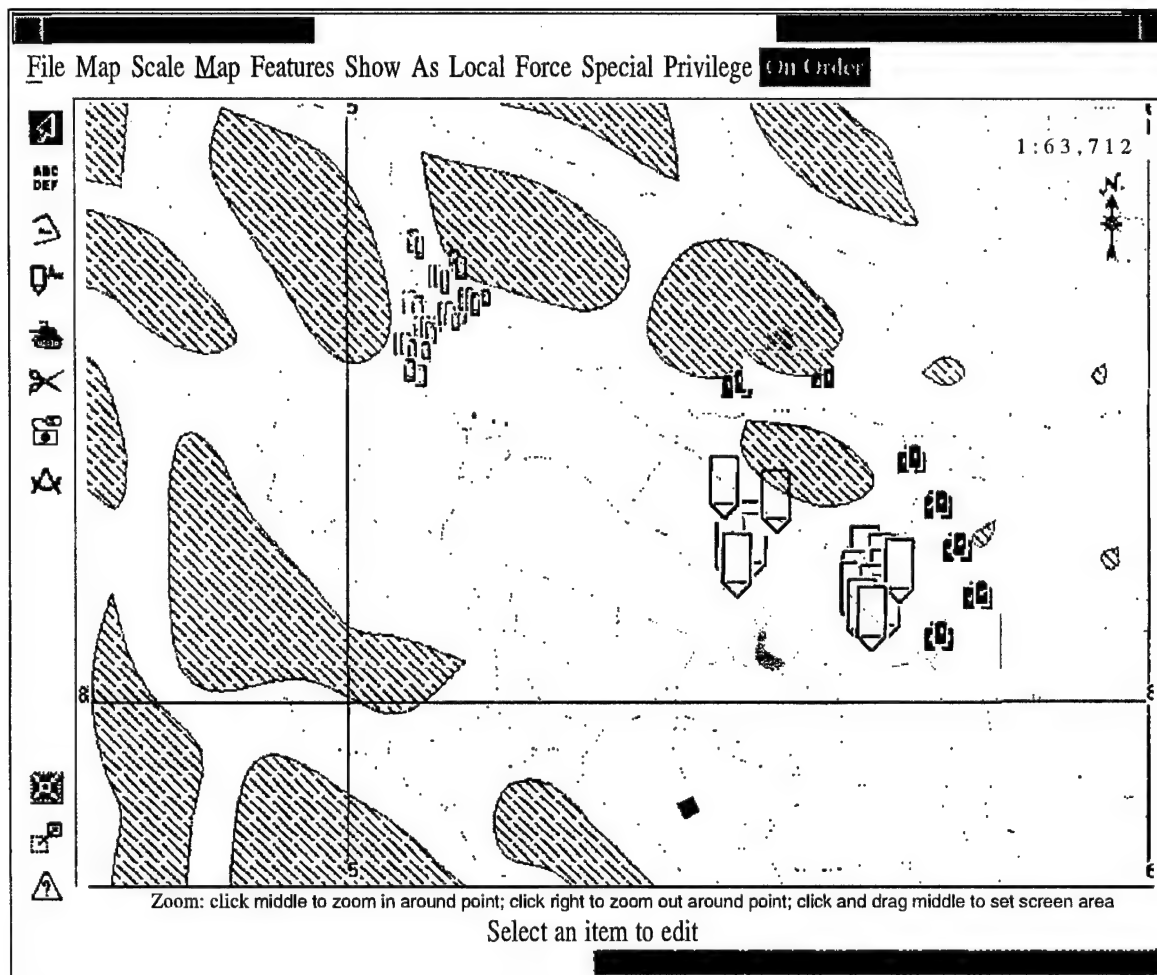 File Map Scale Map Features Show As Local Force Special Privilege On Order
5
1:63,712
N
ABC
DEF
8
8
5
6
Zoom: click middle to zoom in around point; click right to zoom out around point; click and drag middle to set screen area
Select an item to edit